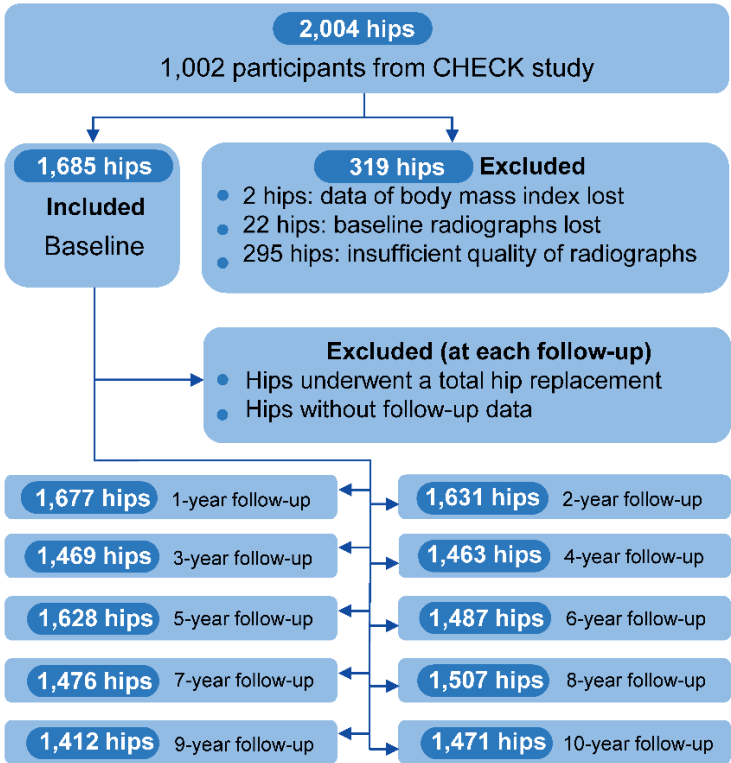 2,004 hips
1,002 participants from CHECK study
1,685 hips
Included
Baseline
319 hips Excluded
2 hips: data of body mass index lost
22 hips: baseline radiographs lost
295 hips: insufficient quality of radiographs
Excluded (at each follow-up)
Hips underwent a total hip replacement
Hips without follow-up data
1,677 hips 1-year follow-up
1,631 hips 2-year follow-up
1,469 hips 3-year follow-up
1,463 hips 4-year follow-up
1,628 hips 5-year follow-up
1,487 hips 6-year follow-up
1,476 hips 7-year follow-up
1,507 hips 8-year follow-up
1,412 hips 9-year follow-up
1,471 hips 10-year follow-up